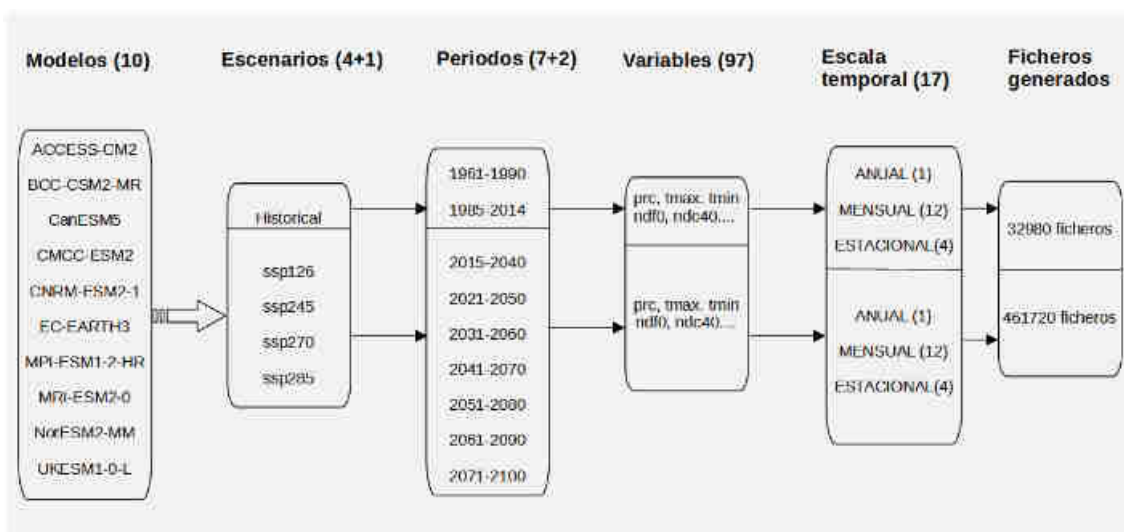 Modelos (10)
ACCESS-CM2
BCC-CSM2-MR
CanESM5
CMCC-ESM2
CNRM-ESM2-1
EC-EARTH3
MPI-ESM1-2-HR
MRI-ESM2-0
NorESM2-MM
UKESM1-0-L
Escenarios (4+1)
Historical
ssp126
ssp245
ssp270
ssp285
Periodos (7+2)
1961-1990
1985-2014
2015-2040
2021-2050
2031-2060
2041-2070
2051-2080
2061-2090
2071-2100
Variables (97)
prc, tmax. tmin
ndf0, ndc40....
prc, tmax. tmin
ndf0, ndc40....
Escala
temporal (17)
ANUAL (1)
MENSUAL (12)
ESTACIONAL(4)
ANUAL (1)
MENSUAL (12)
ESTACIONAL(4)
Ficheros
generados
32980 ficheros
461720 ficheros